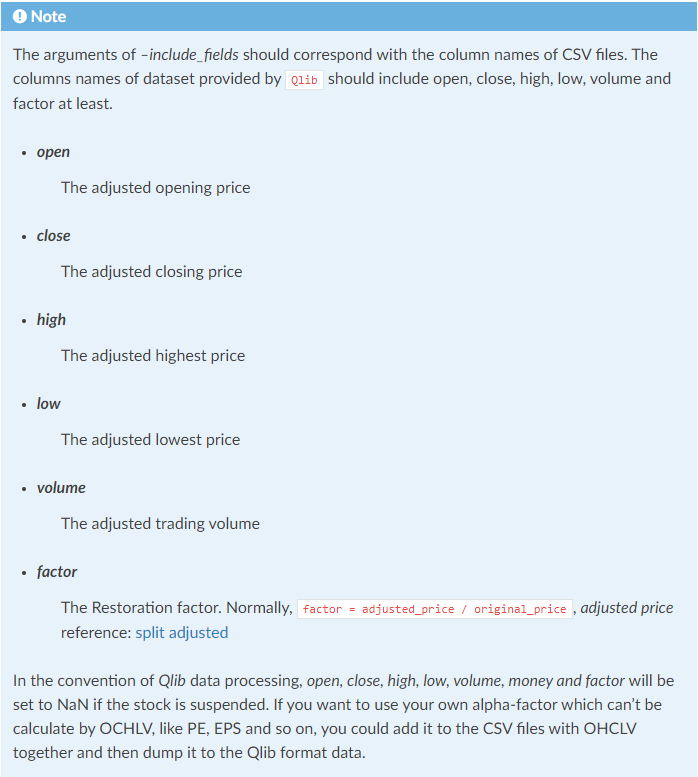 Note
The arguments of –include_fields should correspond with the column names of CSV files. The
columns names of dataset provided by Qlib should include open, close, high, low, volume and
factor at least.
• open
The adjusted opening price
• close
The adjusted closing price
• high
The adjusted highest price
• low
The adjusted lowest price
• volume
The adjusted trading volume
• factor
The Restoration factor. Normally, factor = adjusted_price / original_price , adjusted price
reference: split adjusted
In the convention of Qlib data processing, open, close, high, low, volume, money and factor will be
set to NaN if the stock is suspended. If you want to use your own alpha-factor which can’t be
calculate by OCHLV, like PE, EPS and so on, you could add it to the CSV files with OHCLV
together and then dump it to the Qlib format data.